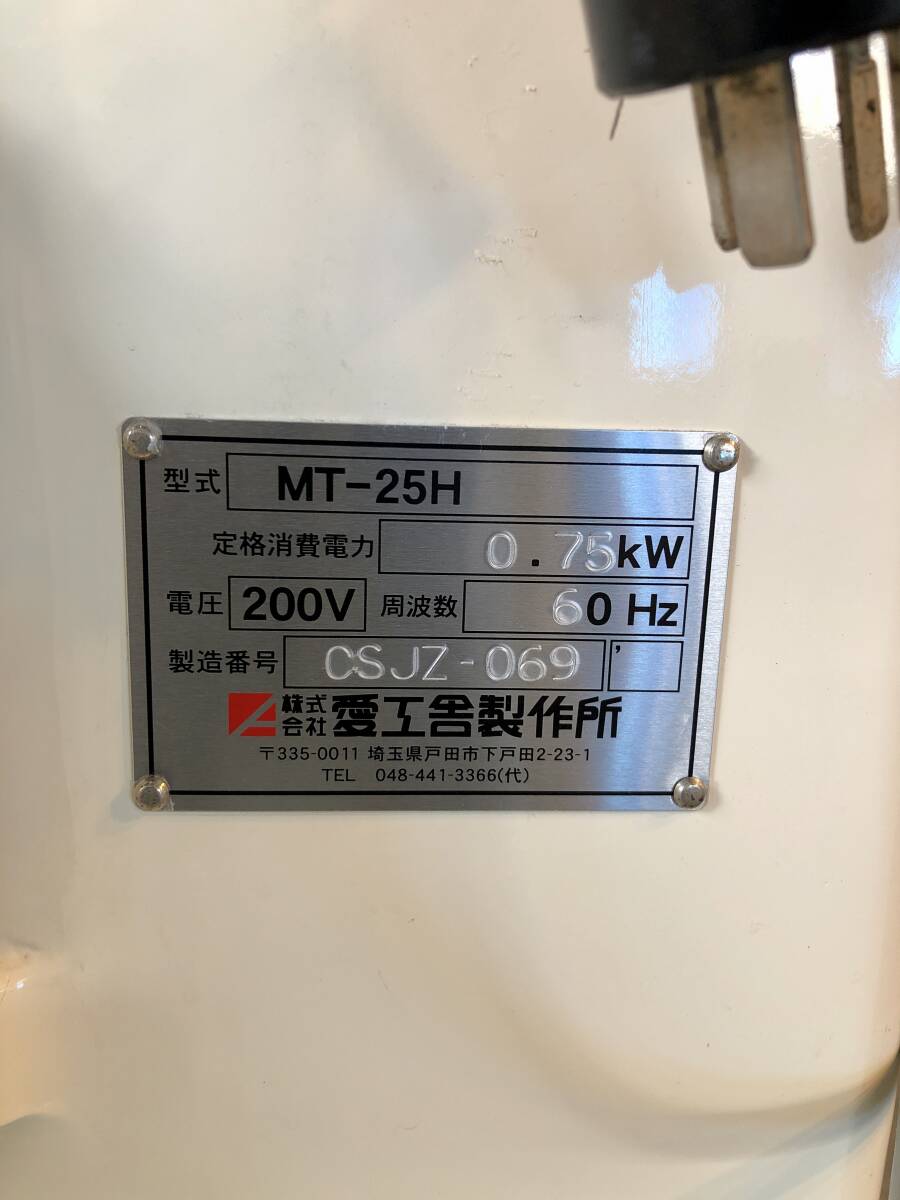 型式 MT-25H
定格消費電力 0.75kW
電圧 200V 周波数 60 Hz
製造番号 CSJZ-069 '
株式会社 愛工舎製作所
〒335-0011 埼玉県戸田市下戸田2-23-1
TEL 048-441-3366(代)